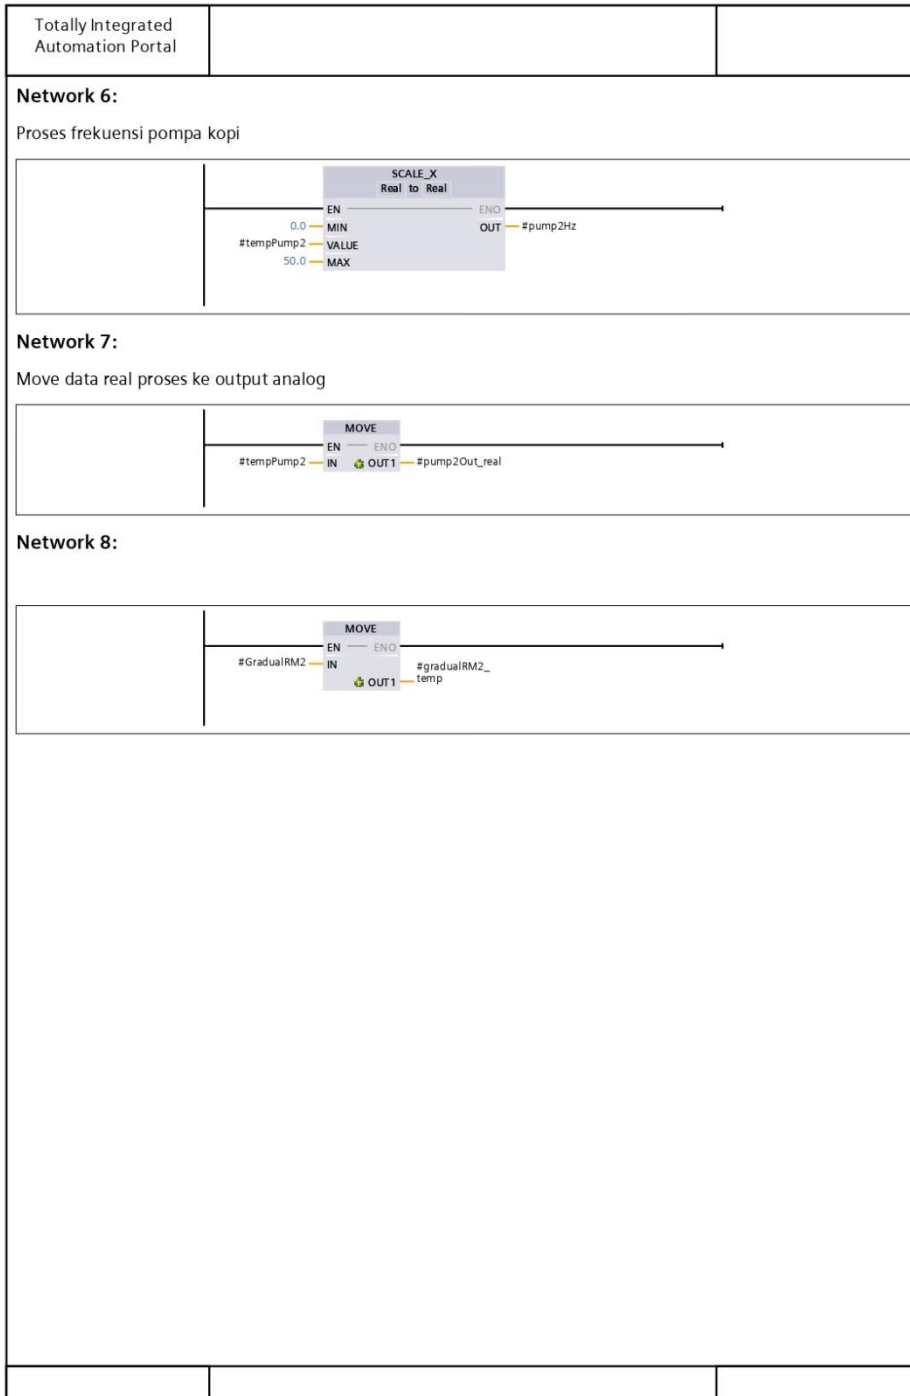 Totally Integrated
Automation Portal
Network 6:
Proses frekuensi pompa kopi
SCALE_X
Real to Real
EN ENO
0.0 MIN OUT #pump2Hz
#tempPump2 VALUE
50.0 MAX
Network 7:
Move data real proses ke output analog
MOVE
EN ENO
#tempPump2 IN OUT1 #pump2Out_real
Network 8:
MOVE
EN ENO
#GradualRM2 IN
#gradualRM2_
OUT1 temp